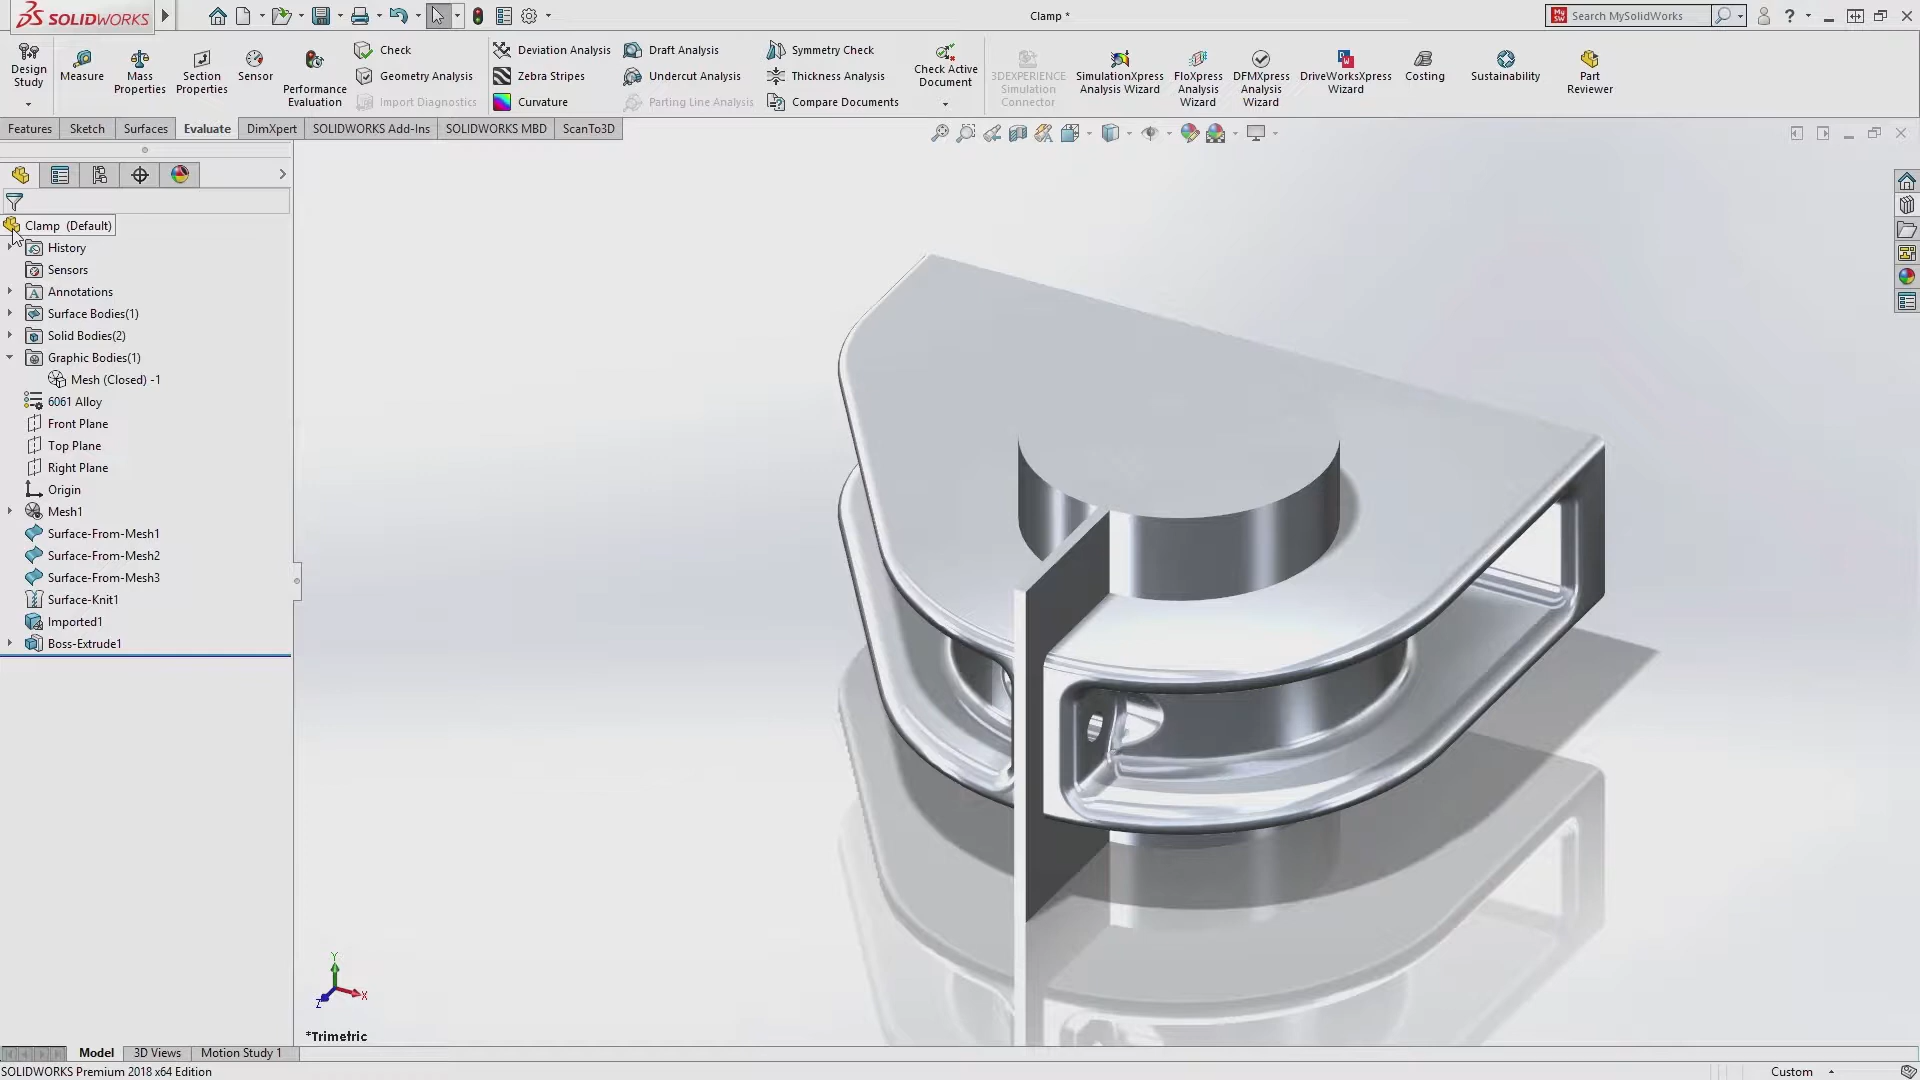 SOLIDWORKS
Clamp *
Search MySolidWorks
Design Study
Measure
Mass Properties
Section Properties
Sensor
Performance Evaluation
Check
Geometry Analysis
Import Diagnostics
Deviation Analysis
Zebra Stripes
Curvature
Draft Analysis
Undercut Analysis
Parting Line Analysis
Symmetry Check
Thickness Analysis
Compare Documents
Check Active Document
3DEXPERIENCE Simulation Connector
SimulationXpress Analysis Wizard
FloXpress Analysis Wizard
DFMXpress Analysis Wizard
DriveWorksXpress Wizard
Costing
Sustainability
Part Reviewer
Features
Sketch
Surfaces
Evaluate
DimXpert
SOLIDWORKS Add-Ins
SOLIDWORKS MBD
ScanTo3D
Clamp (Default)
History
Sensors
Annotations
Surface Bodies(1)
Solid Bodies(2)
Graphic Bodies(1)
Mesh (Closed) -1
6061 Alloy
Front Plane
Top Plane
Right Plane
Origin
Mesh1
Surface-From-Mesh1
Surface-From-Mesh2
Surface-From-Mesh3
Surface-Knit1
Imported1
Boss-Extrude1
Y
X
Z
*Trimetric
Model
3D Views
Motion Study 1
SOLIDWORKS Premium 2018 x64 Edition
Custom